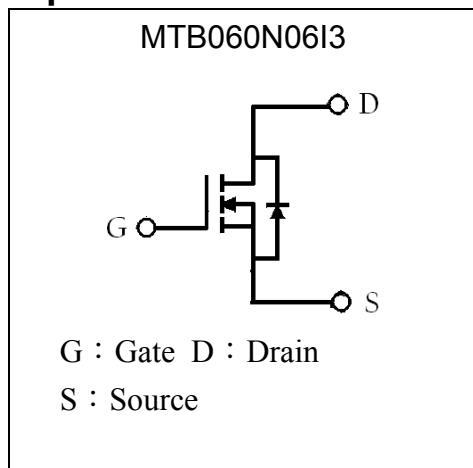 MTB060N06I3
D
G
S
G：Gate D：Drain
S：Source